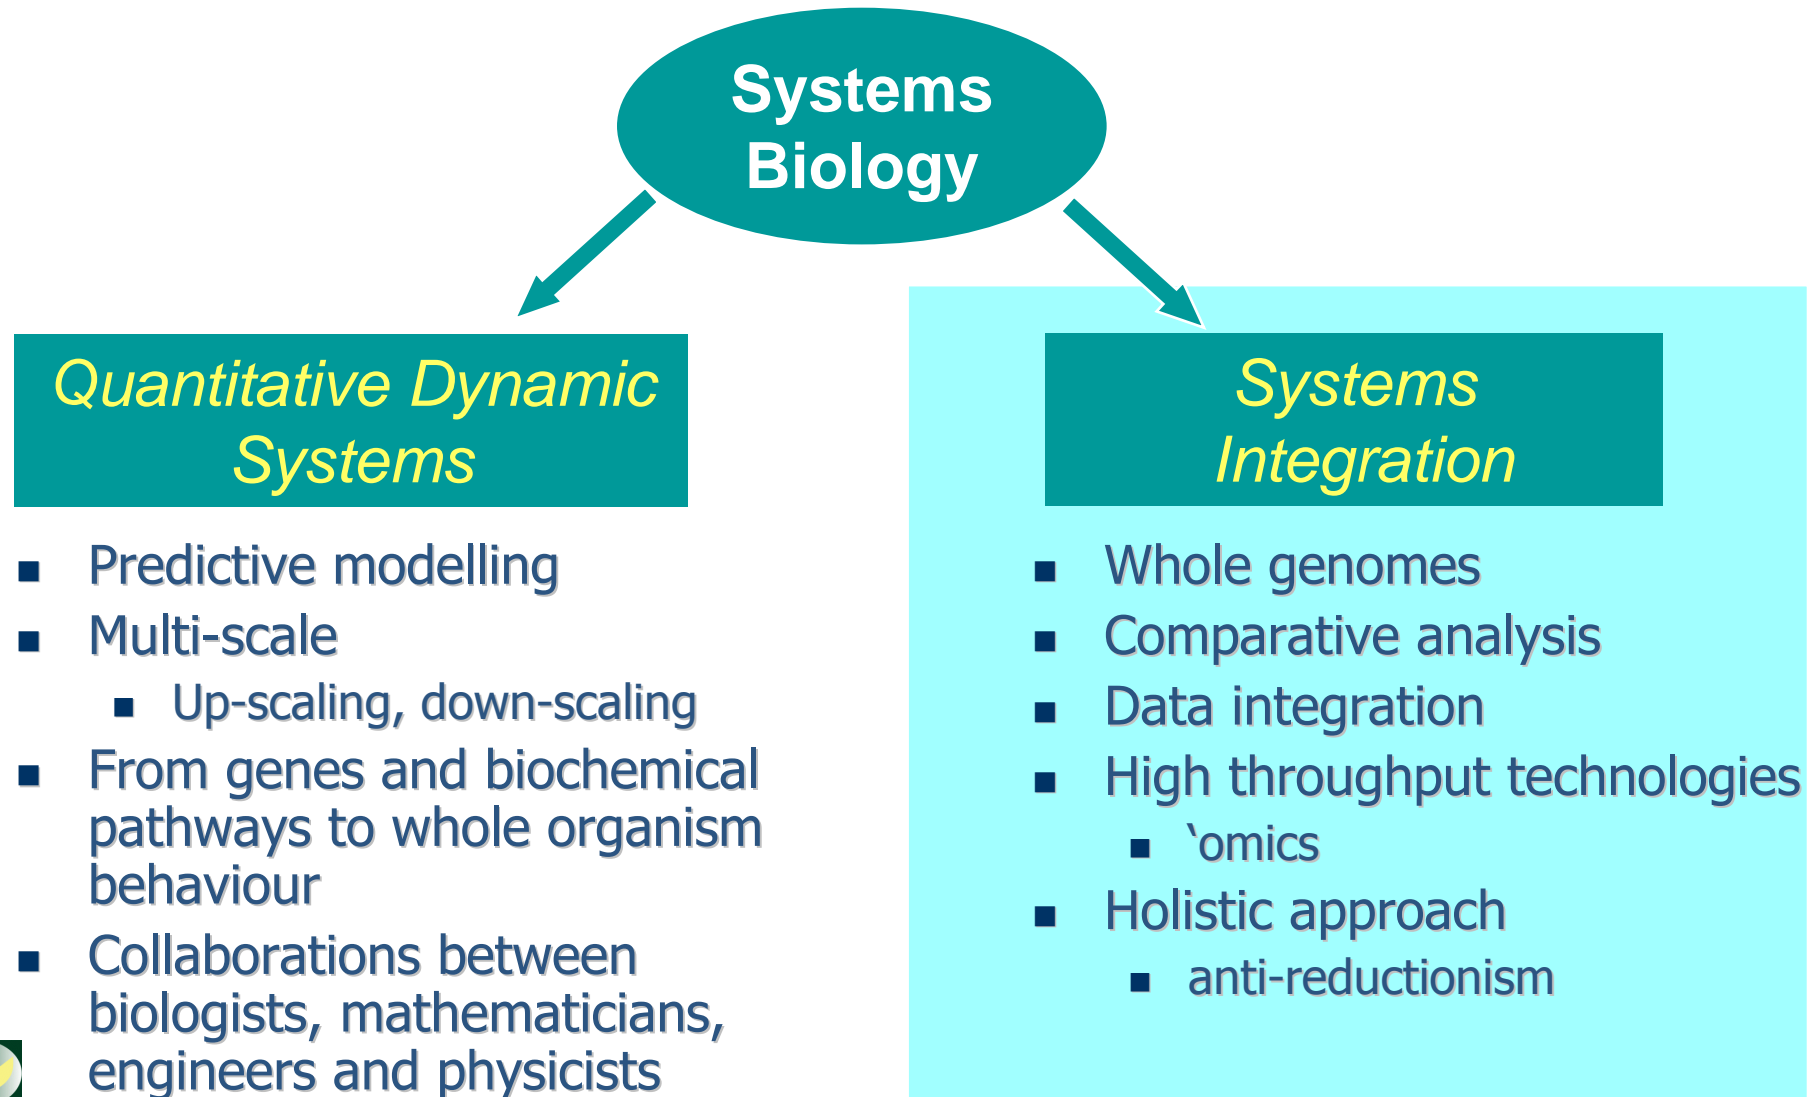 Systems
Biology
Quantitative Dynamic
Systems
Predictive modelling
Multi-scale
Up-scaling, down-scaling
From genes and biochemical
pathways to whole organism
behaviour
Collaborations between
biologists, mathematicians,
engineers and physicists
Systems
Integration
Whole genomes
Comparative analysis
Data integration
High throughput technologies
‘omics
Holistic approach
anti-reductionism